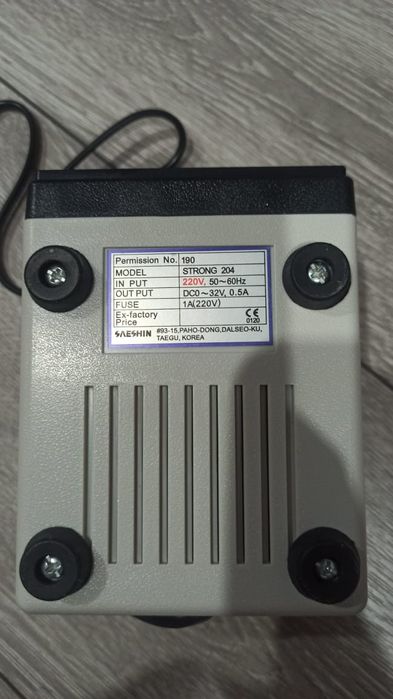 Permission No. 190
MODEL STRONG 204
IN PUT 220V, 50~60Hz
OUT PUT DC0~32V, 0.5A
FUSE 1A(220V)
Ex-factory Price CE 0120
SAESHIN #93-15,PAHO-DONG,DALSEO-KU,
TAEGU, KOREA